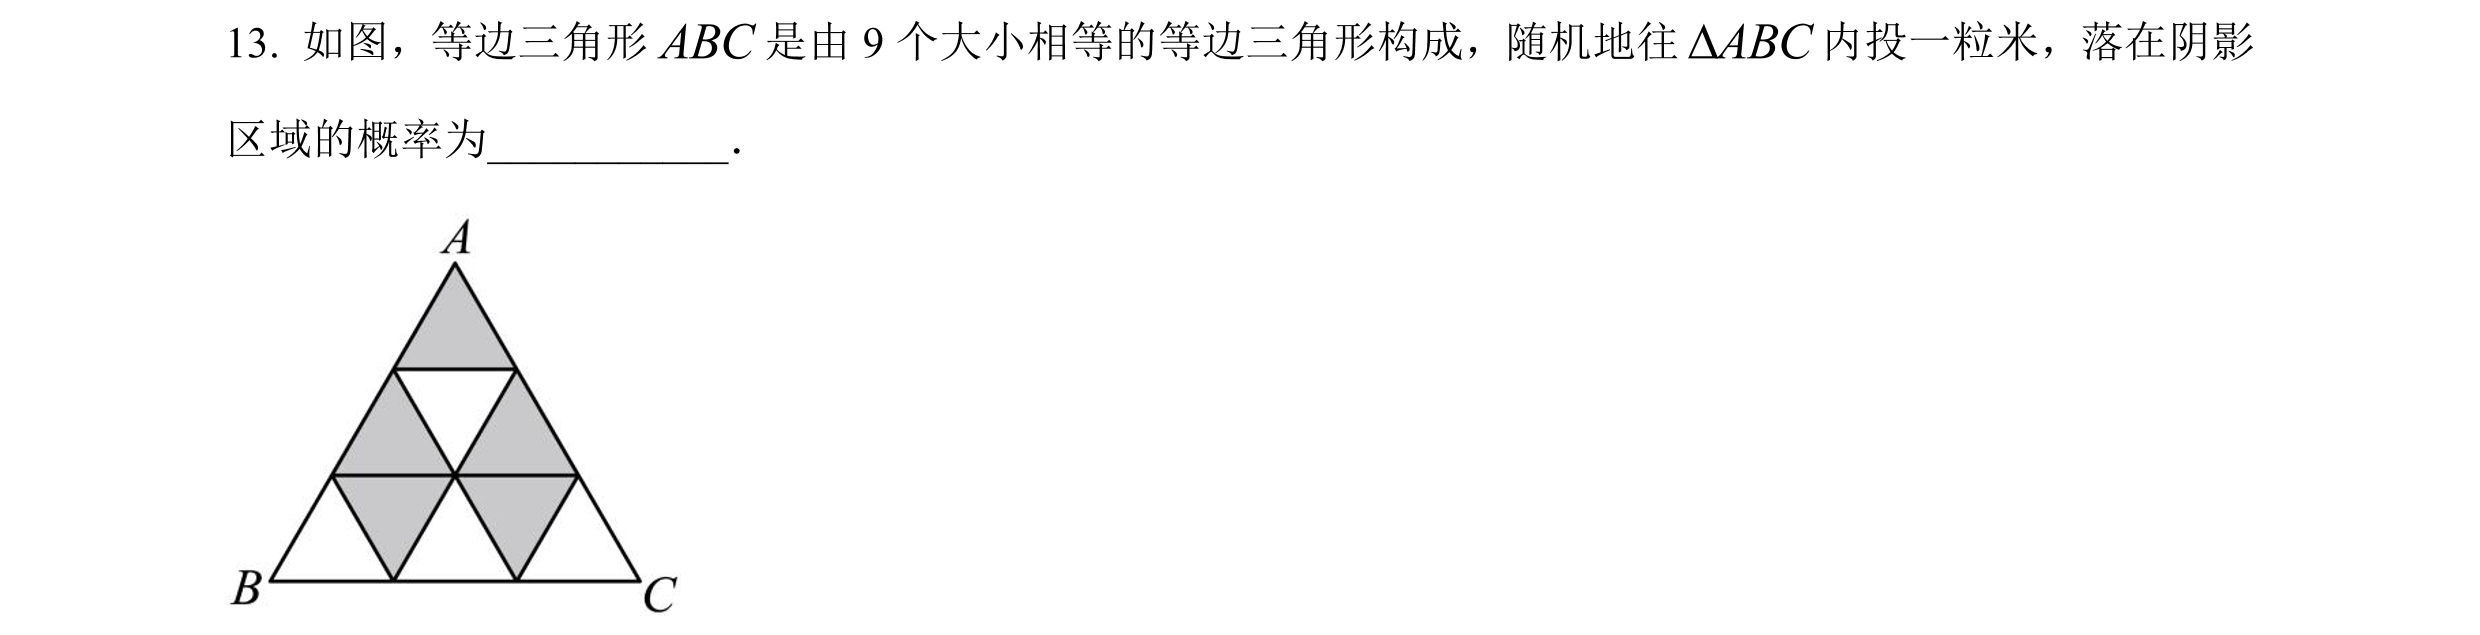 13. 如图，等边三角形 ABC 是由 9 个大小相等的等边三角形构成，随机地往 ΔABC 内投一粒米，落在阴影
区域的概率为___________．
A
B
C